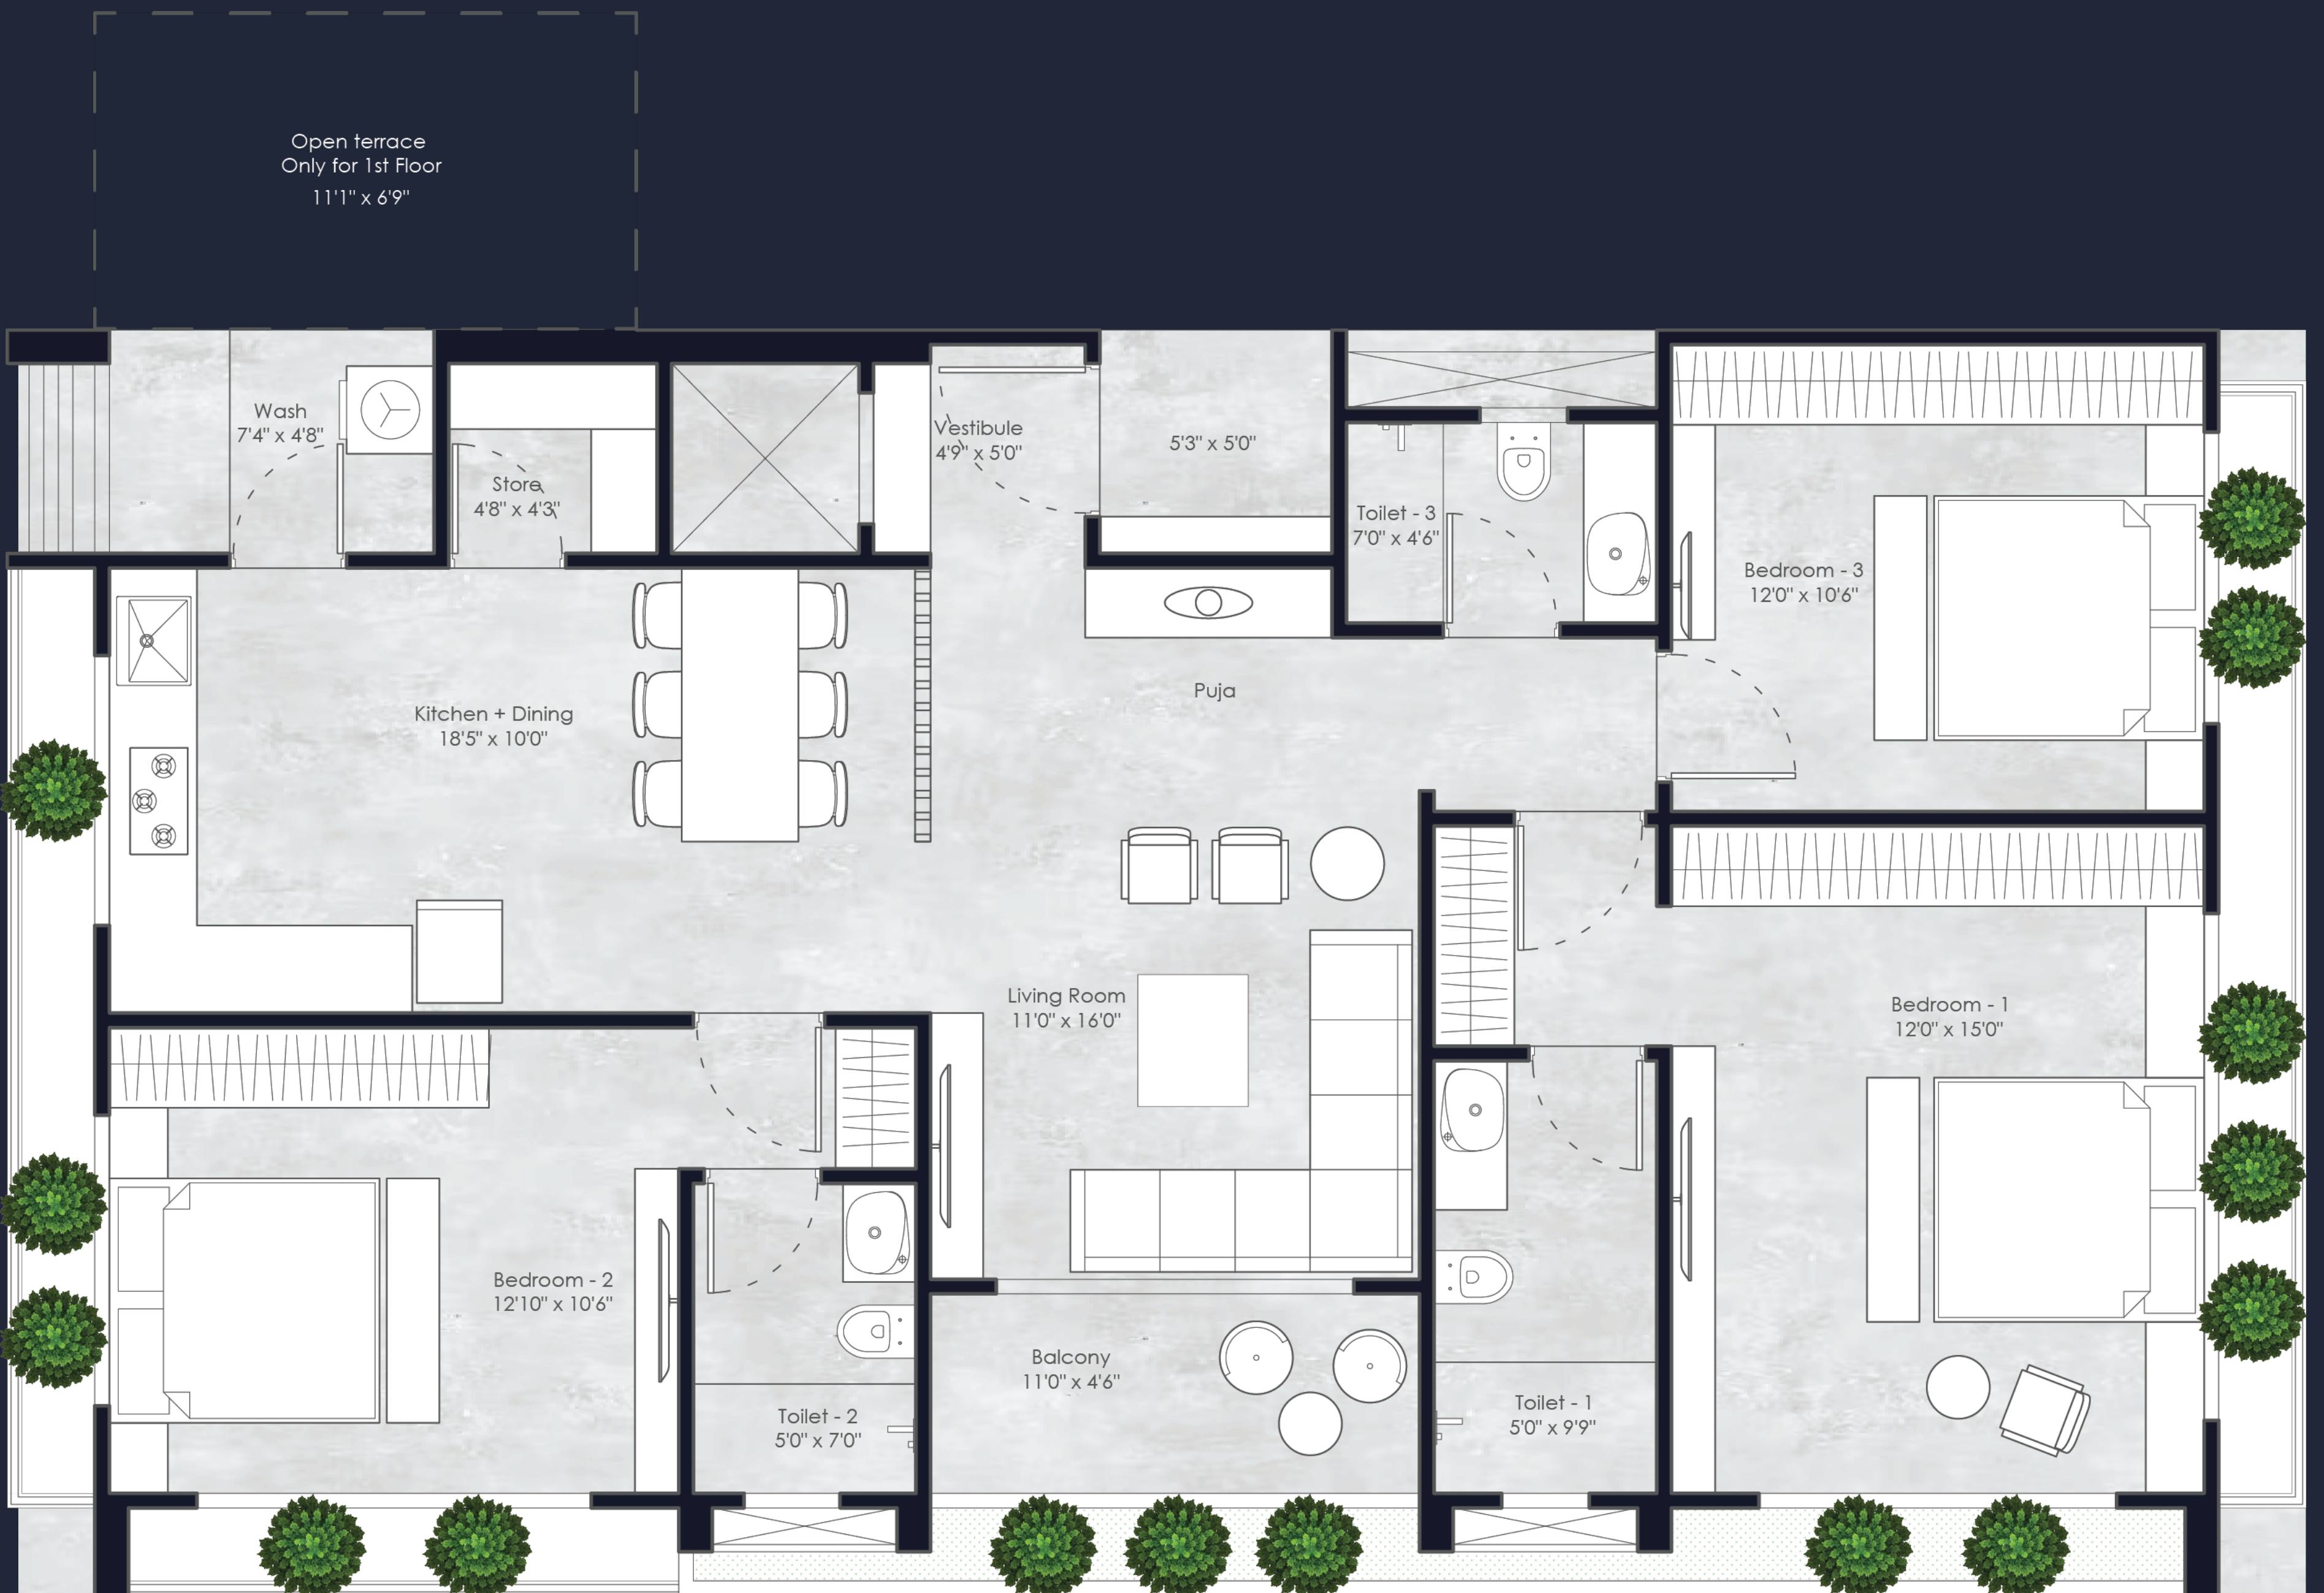 Open terrace
Only for 1st Floor
11'1" x 6'9"
Wash
7'4" x 4'8"
Store
4'8" x 4'3"
Vestibule
4'9" x 5'0"
5'3" x 5'0"
Toilet - 3
7'0" x 4'6"
Bedroom - 3
12'0" x 10'6"
Kitchen + Dining
18'5" x 10'0"
Puja
Living Room
11'0" x 16'0"
Bedroom - 1
12'0" x 15'0"
Bedroom - 2
12'10" x 10'6"
Balcony
11'0" x 4'6"
Toilet - 2
5'0" x 7'0"
Toilet - 1
5'0" x 9'9"